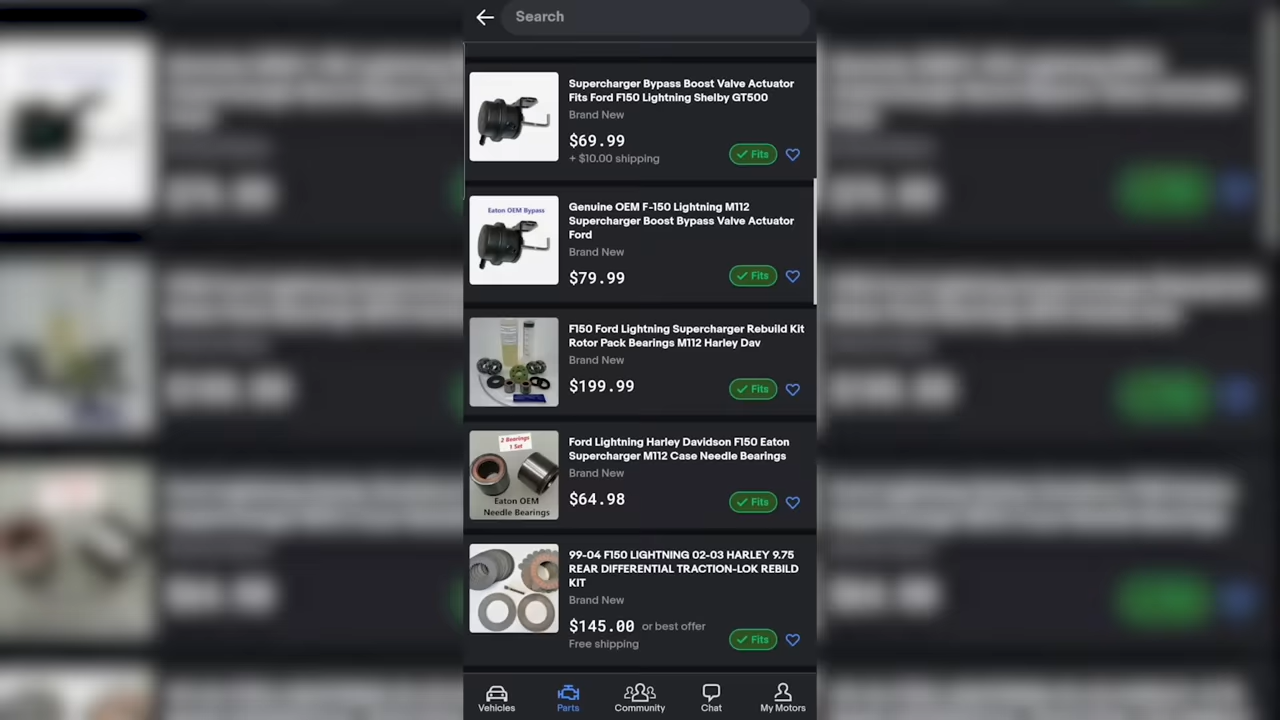 Search
Supercharger Bypass Boost Valve Actuator
Fits Ford F150 Lightning Shelby GT500
Brand New
$69.99
+ $10.00 shipping
Fits
Eaton OEM Bypass
Genuine OEM F-150 Lightning M112
Supercharger Boost Bypass Valve Actuator
Ford
Brand New
$79.99
Fits
F150 Ford Lightning Supercharger Rebuild Kit
Rotor Pack Bearings M112 Harley Dav
Brand New
$199.99
Fits
2 Bearings
1 Set
Eaton OEM
Needle Bearings
Ford Lightning Harley Davidson F150 Eaton
Supercharger M112 Case Needle Bearings
Brand New
$64.98
Fits
99-04 F150 LIGHTNING 02-03 HARLEY 9.75
REAR DIFFERENTIAL TRACTION-LOK REBILD
KIT
Brand New
$145.00 or best offer
Free shipping
Fits
Vehicles
Parts
Community
Chat
My Motors